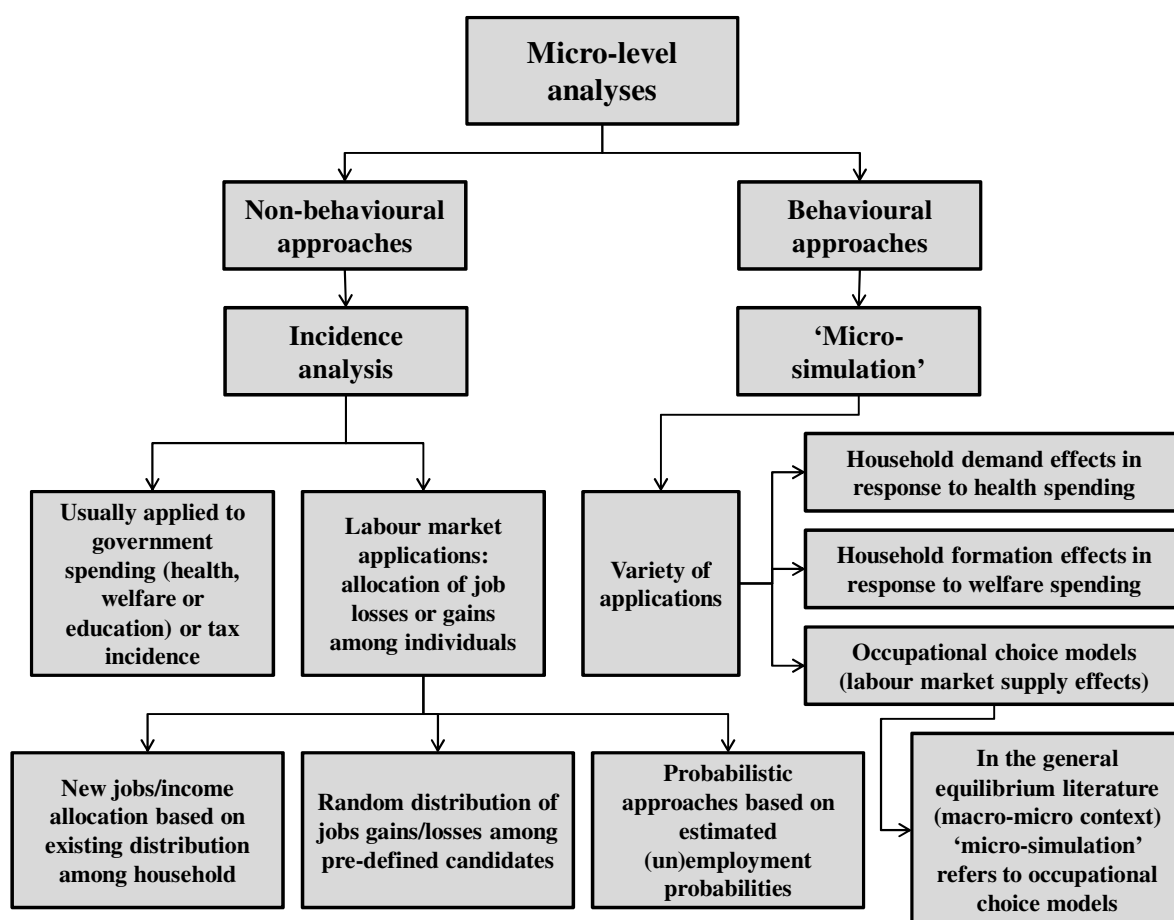 Micro-level
analyses
Non-behavioural
approaches
Behavioural
approaches
Incidence
analysis
‘Micro-
simulation’
Usually applied to
government
spending (health,
welfare or
education) or tax
incidence
Labour market
applications:
allocation of job
losses or gains
among individuals
Variety of
applications
Household demand effects in
response to health spending
Household formation effects in
response to welfare spending
Occupational choice models
(labour market supply effects)
New jobs/income
allocation based on
existing distribution
among household
Random distribution of
jobs gains/losses among
pre-defined candidates
Probabilistic
approaches based on
estimated
(un)employment
probabilities
In the general
equilibrium literature
(macro-micro context)
‘micro-simulation’
refers to occupational
choice models